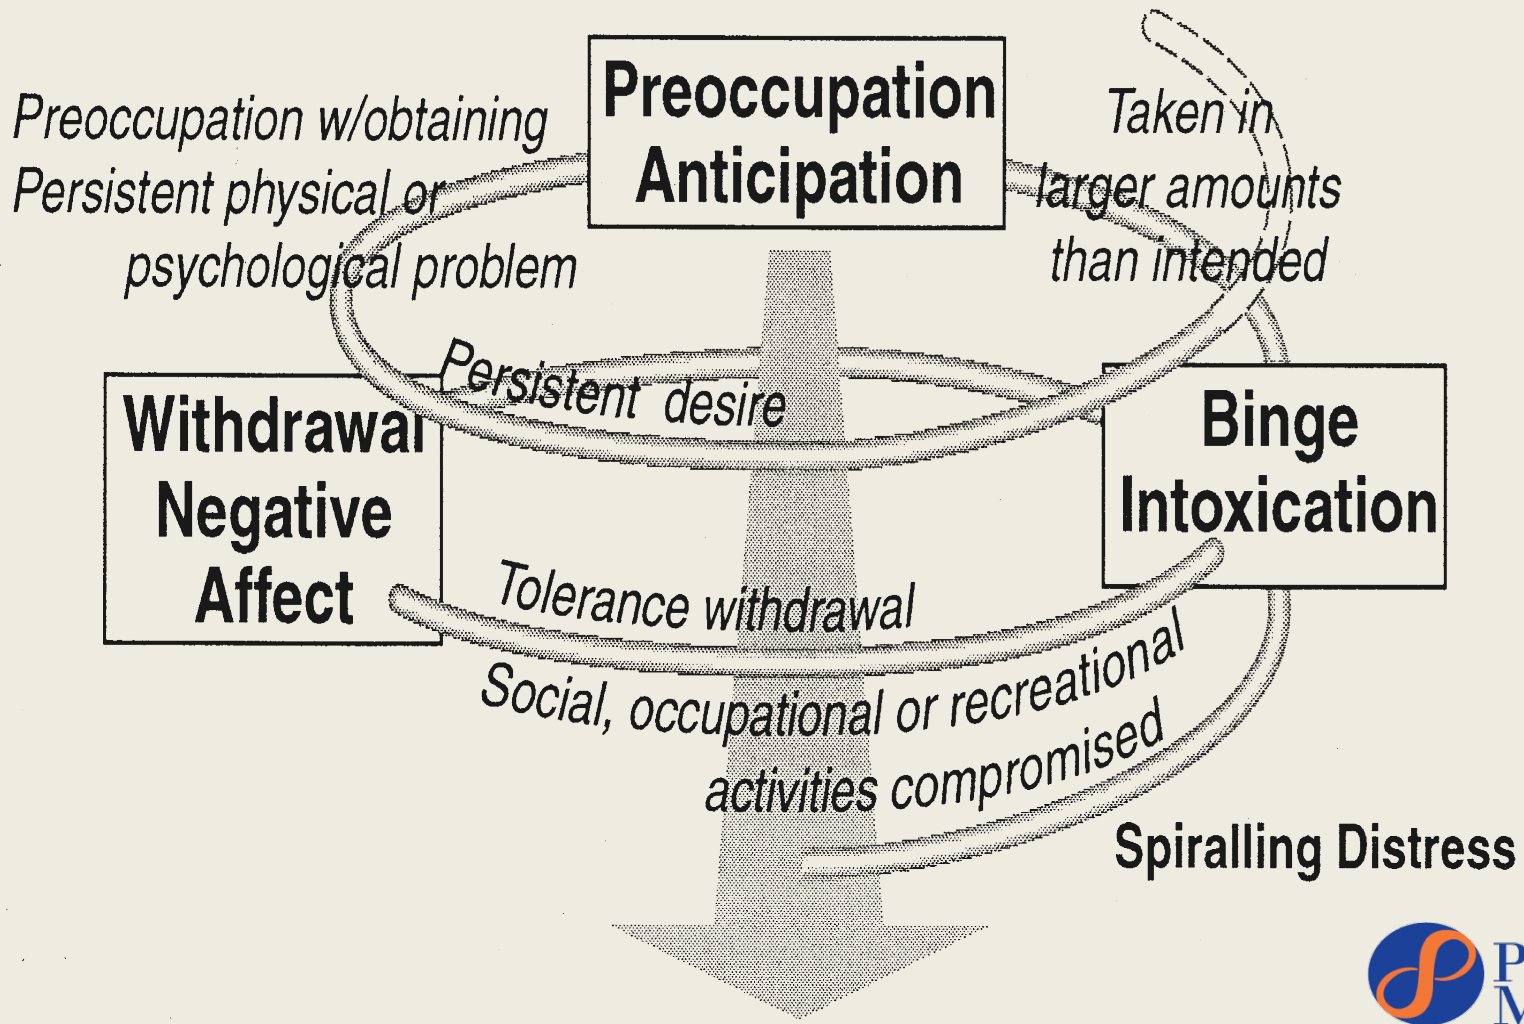 Preoccupation
Anticipation
Preoccupation w/obtaining
Persistent physical or
psychological problem
Taken in
larger amounts
than intended
Persistent desire
Withdrawal
Negative
Affect
Binge
Intoxication
Tolerance withdrawal
Social, occupational or recreational
activities compromised
Spiralling Distress